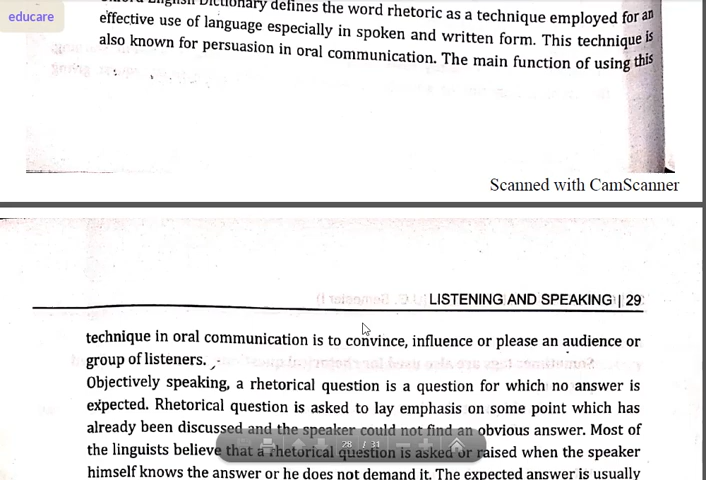 educare
English Dictionary defines the word rhetoric as a technique employed for an
effective use of language especially in spoken and written form. This technique is
also known for persuasion in oral communication. The main function of using this
Scanned with CamScanner
LISTENING AND SPEAKING | 29
technique in oral communication is to convince, influence or please an audience or
group of listeners.
Objectively speaking, a rhetorical question is a question for which no answer is
expected. Rhetorical question is asked to lay emphasis on some point which has
already been discussed and the speaker could not find an obvious answer. Most of
the linguists believe that a rhetorical question is asked or raised when the speaker
28 / 31
himself knows the answer or he does not demand it. The expected answer is usually